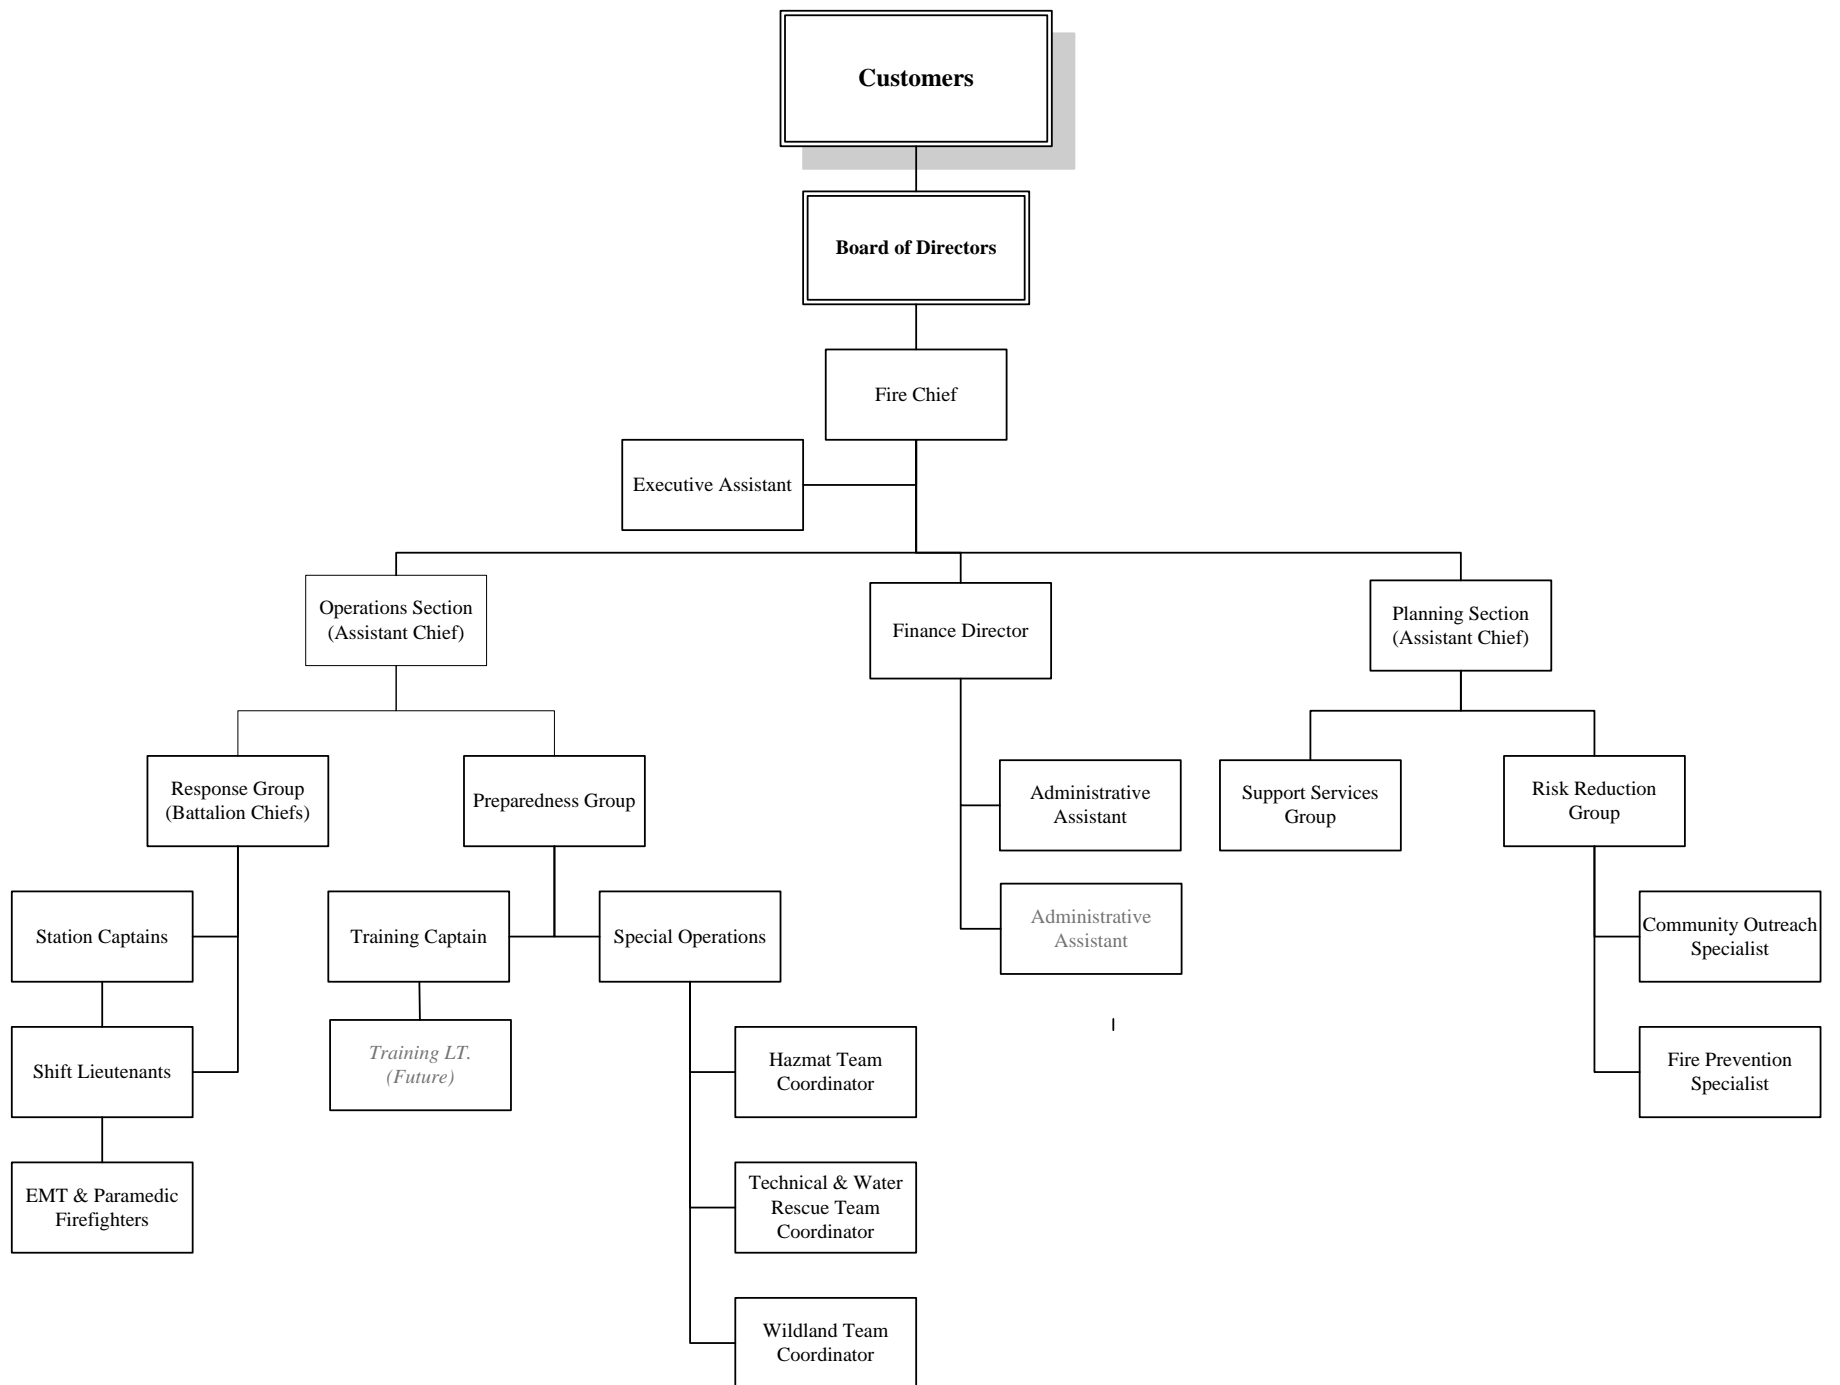 Customers
Board of Directors
Fire Chief
Executive Assistant
Operations Section
(Assistant Chief)
Finance Director
Planning Section
(Assistant Chief)
Response Group
(Battalion Chiefs)
Preparedness Group
Administrative
Assistant
Support Services
Group
Risk Reduction
Group
Station Captains
Training Captain
Special Operations
Administrative
Assistant
Community Outreach
Specialist
Shift Lieutenants
Training LT.
(Future)
Hazmat Team
Coordinator
Fire Prevention
Specialist
EMT & Paramedic
Firefighters
Technical & Water
Rescue Team
Coordinator
Wildland Team
Coordinator